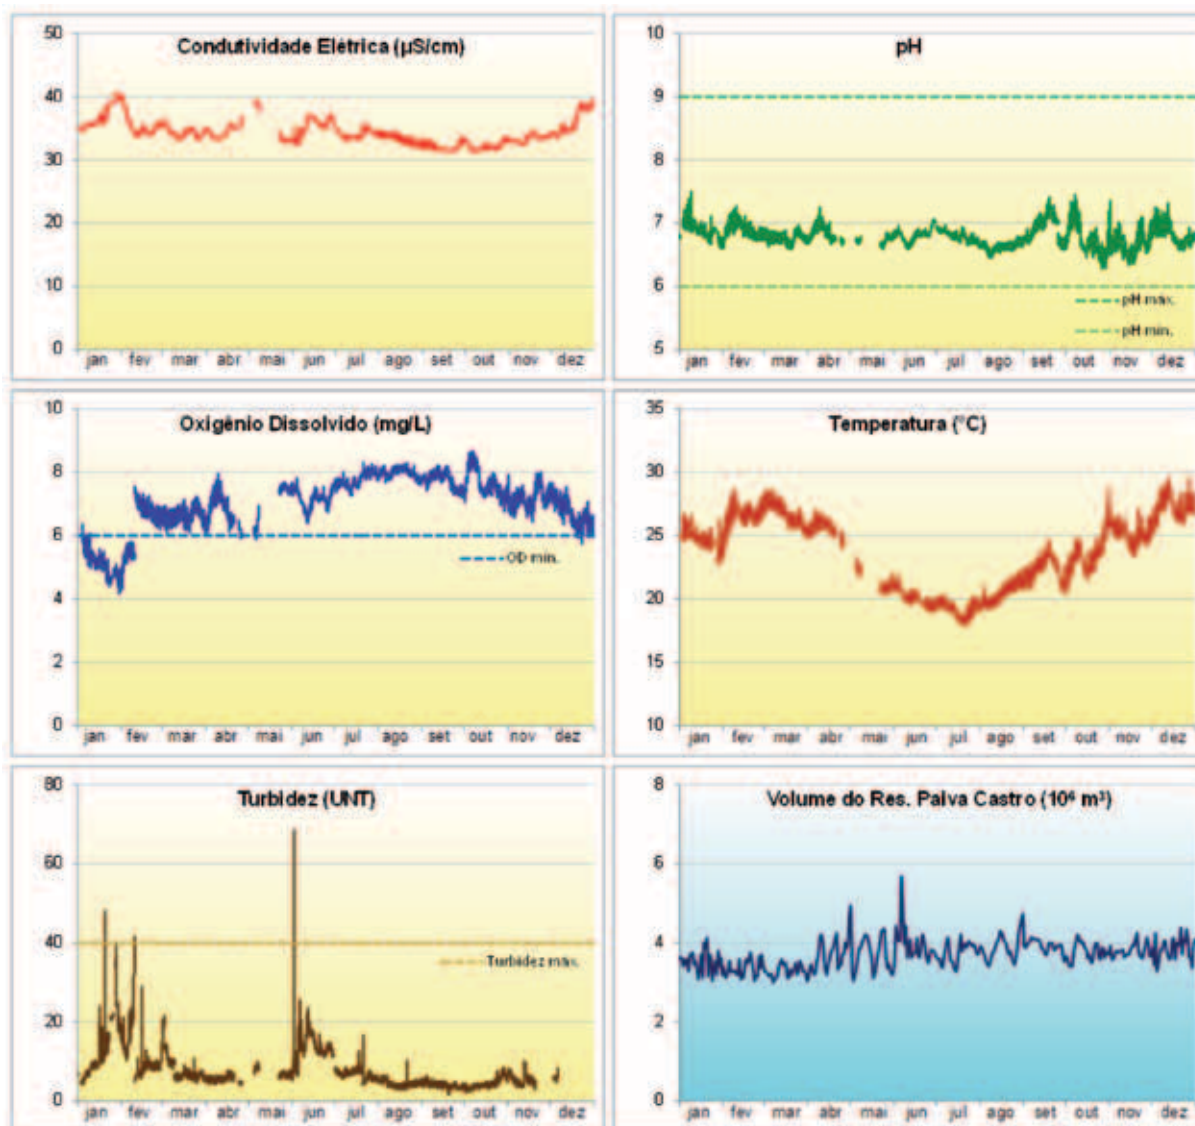 Condutividade Elétrica (µS/cm)
50
40
30
20
10
0
jan fev mar abr mai jun jul ago set out nov dez
pH
10
9
8
7
6
5
pH máx.
pH mín.
jan fev mar abr mai jun jul ago set out nov dez
Oxigênio Dissolvido (mg/L)
10
8
6
4
2
0
OD mín.
jan fev mar abr mai jun jul ago set out nov dez
Temperatura (°C)
35
30
25
20
15
10
jan fev mar abr mai jun jul ago set out nov dez
Turbidez (UNT)
80
60
40
20
0
Turbidez máx.
jan fev mar abr mai jun jul ago set out nov dez
Volume do Res. Paiva Castro (10⁶ m³)
8
6
4
2
0
jan fev mar abr mai jun jul ago set out nov dez